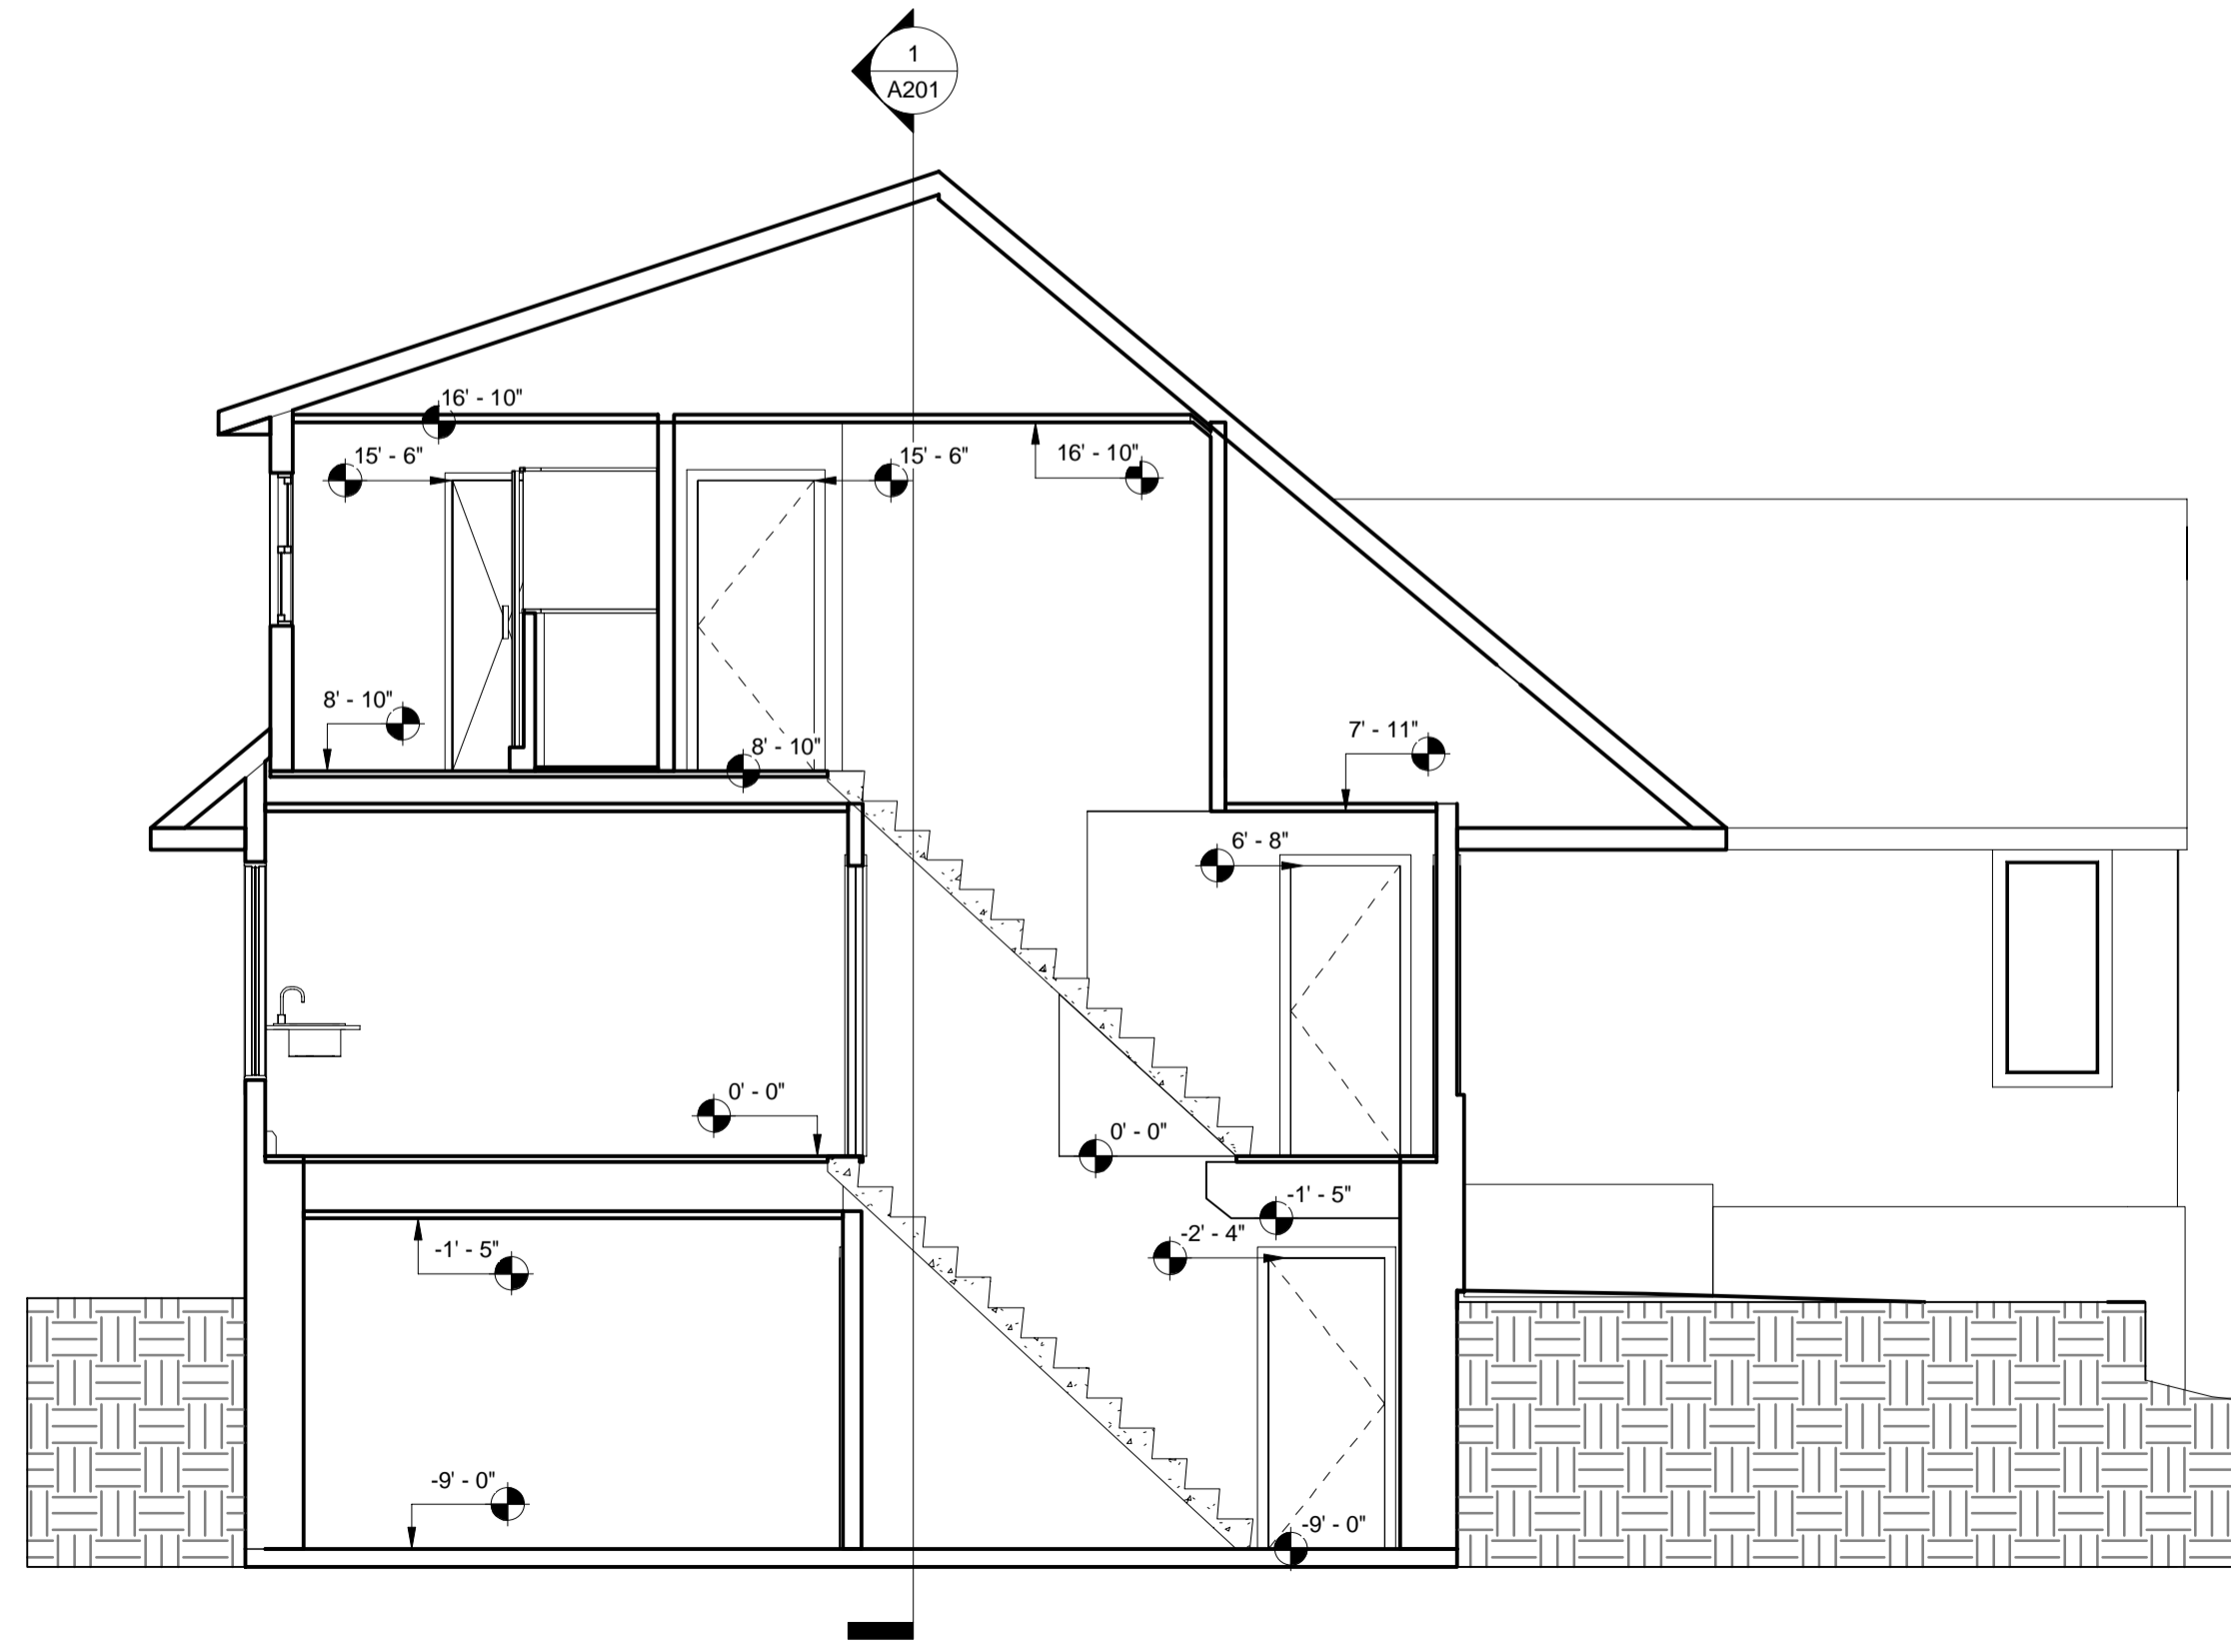 1
A201
16' - 10"
15' - 6"
15' - 6"
16' - 10"
8' - 10"
8' - 10"
7' - 11"
6' - 8"
0' - 0"
0' - 0"
-1' - 5"
-2' - 4"
-1' - 5"
-9' - 0"
-9' - 0"